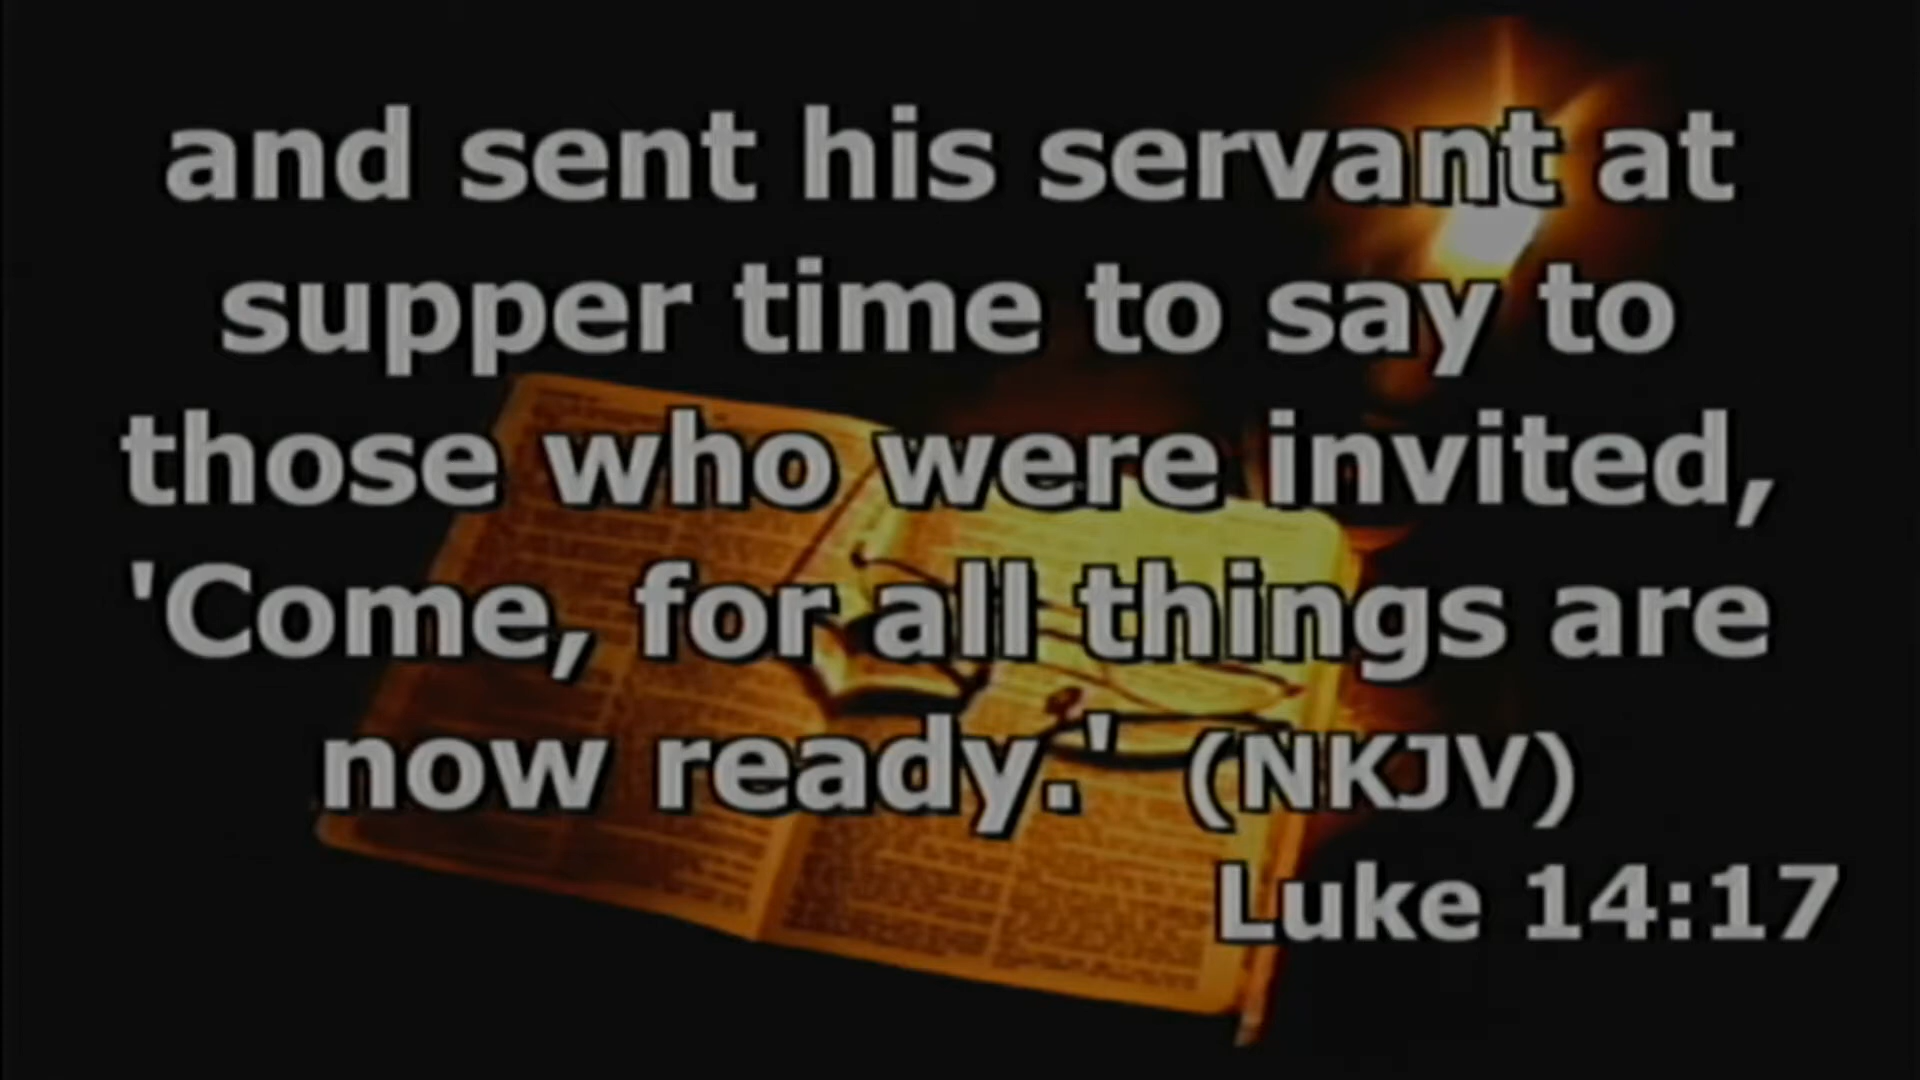 and sent his servant at
supper time to say to
those who were invited,
'Come, for all things are
now ready.' (NKJV)
Luke 14:17